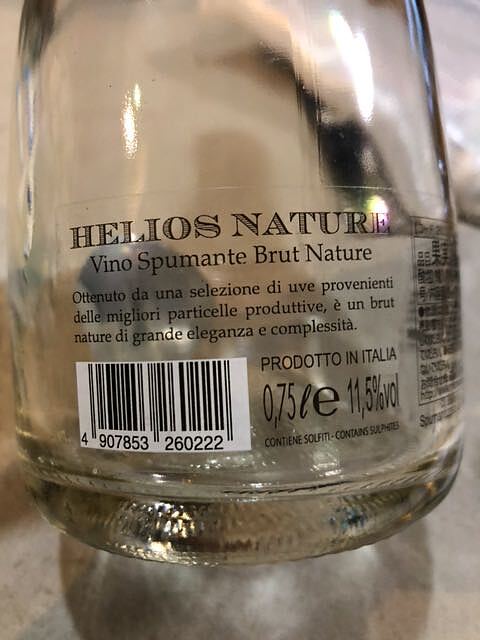 HELIOS NATURE
Vino Spumante Brut Nature
Ottenuto da una selezione di uve provenienti
delle migliori particelle produttive, è un brut
nature di grande eleganza e complessità.
PRODOTTO IN ITALIA
0,75ℓe 11,5%vol
CONTIENE SOLFITI - CONTAINS SULPHITES
4 907853 260222